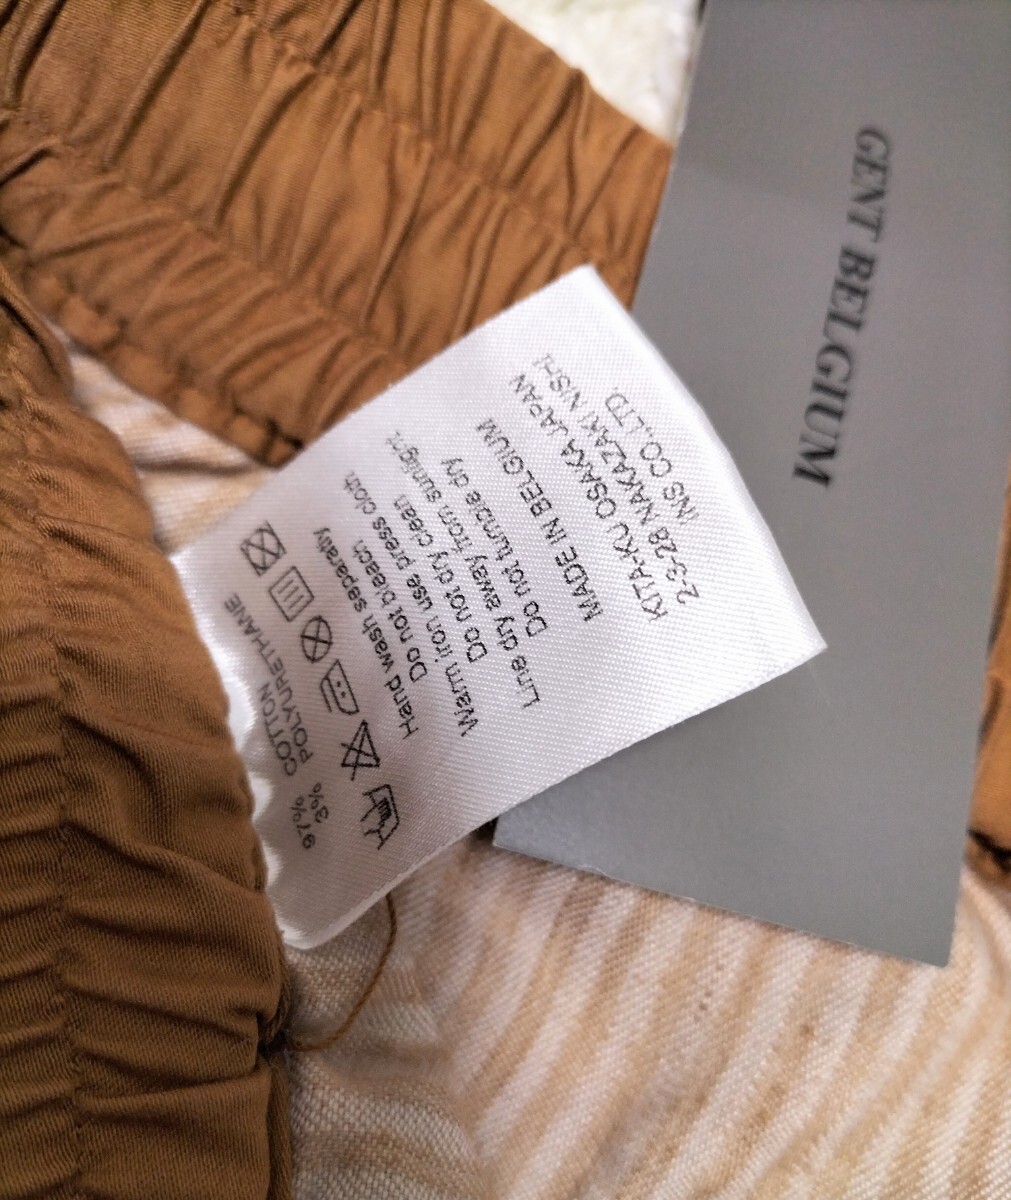 97% COTTON
3% POLYURETHANE
Hand wash separatly
Do not bleach
Warm iron use press cloth
Do not dry clean
Line dry away from sunlight
Do not tumble dry
MADE IN BELGIUM
INS CO.,LTD.
2-3-28 NAKAZAKI NISHI
KITA-KU OSAKA JAPAN
GENT BELGIUM